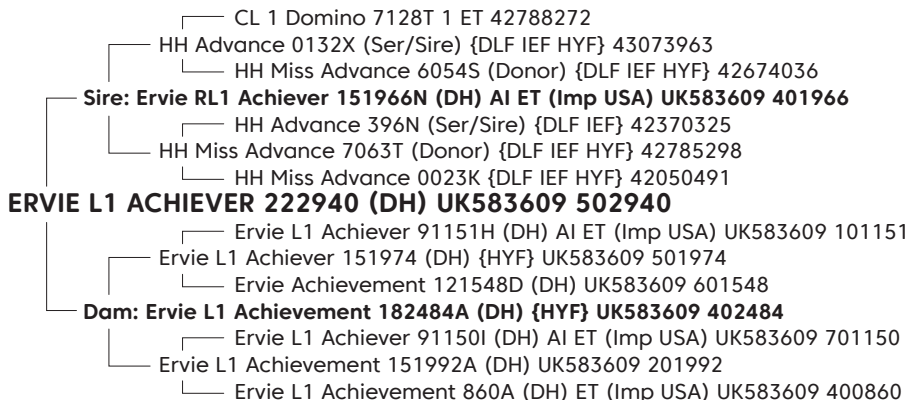 CL 1 Domino 7128T 1 ET 42788272
HH Advance 0132X (Ser/Sire) {DLF IEF HYF} 43073963
HH Miss Advance 6054S (Donor) {DLF IEF HYF} 42674036
Sire: Ervie RL1 Achiever 151966N (DH) AI ET (Imp USA) UK583609 401966
HH Advance 396N (Ser/Sire) {DLF IEF} 42370325
HH Miss Advance 7063T (Donor) {DLF IEF HYF} 42785298
HH Miss Advance 0023K {DLF IEF HYF} 42050491
ERVIE L1 ACHIEVER 222940 (DH) UK583609 502940
Ervie L1 Achiever 91151H (DH) AI ET (Imp USA) UK583609 101151
Ervie L1 Achiever 151974 (DH) {HYF} UK583609 501974
Ervie Achievement 121548D (DH) UK583609 601548
Dam: Ervie L1 Achievement 182484A (DH) {HYF} UK583609 402484
Ervie L1 Achiever 91150I (DH) AI ET (Imp USA) UK583609 701150
Ervie L1 Achievement 151992A (DH) UK583609 201992
Ervie L1 Achievement 860A (DH) ET (Imp USA) UK583609 400860